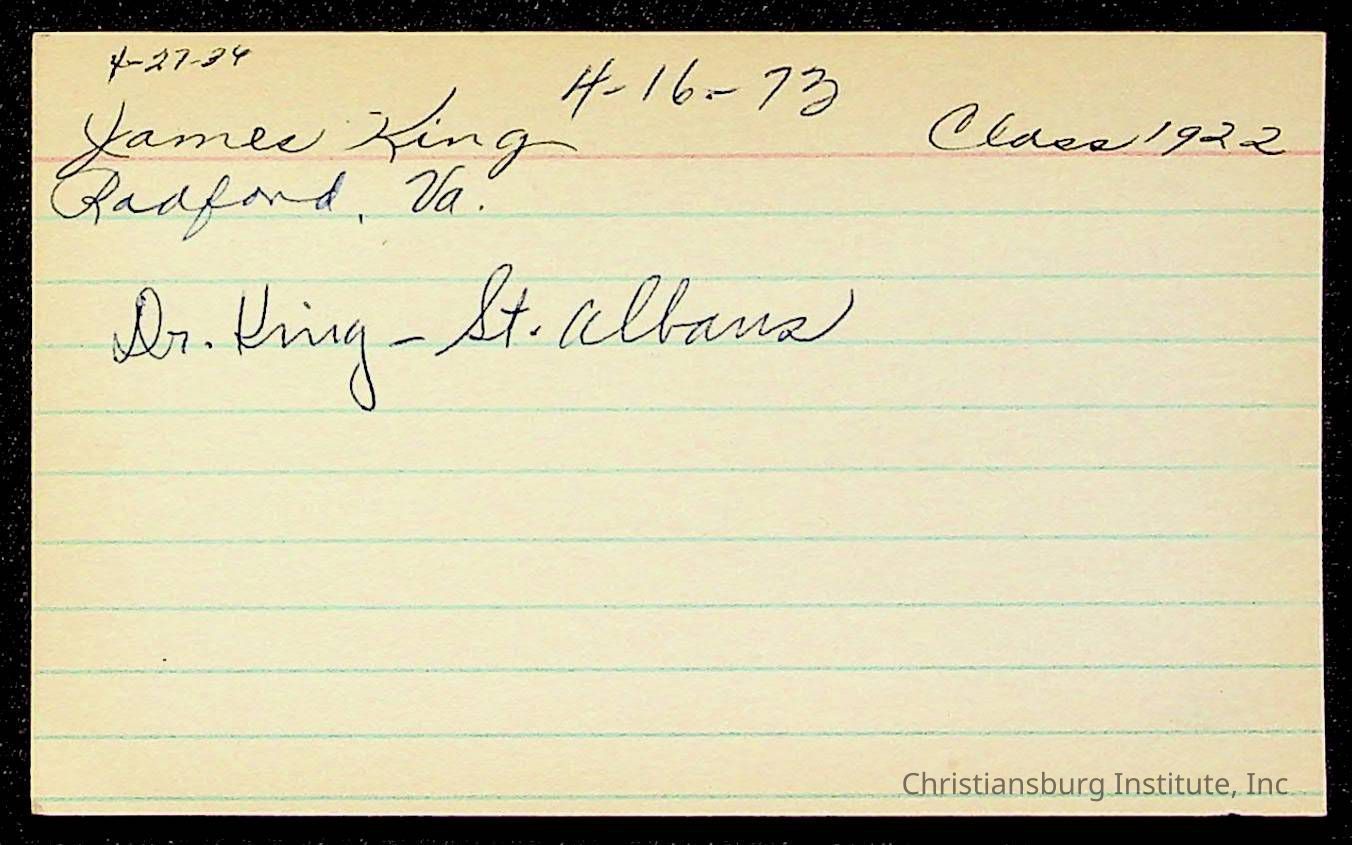 4-27-34
4-16-73
James King Class 1922
Radford, Va.
Dr. King - St. Albans
Christiansburg Institute, Inc